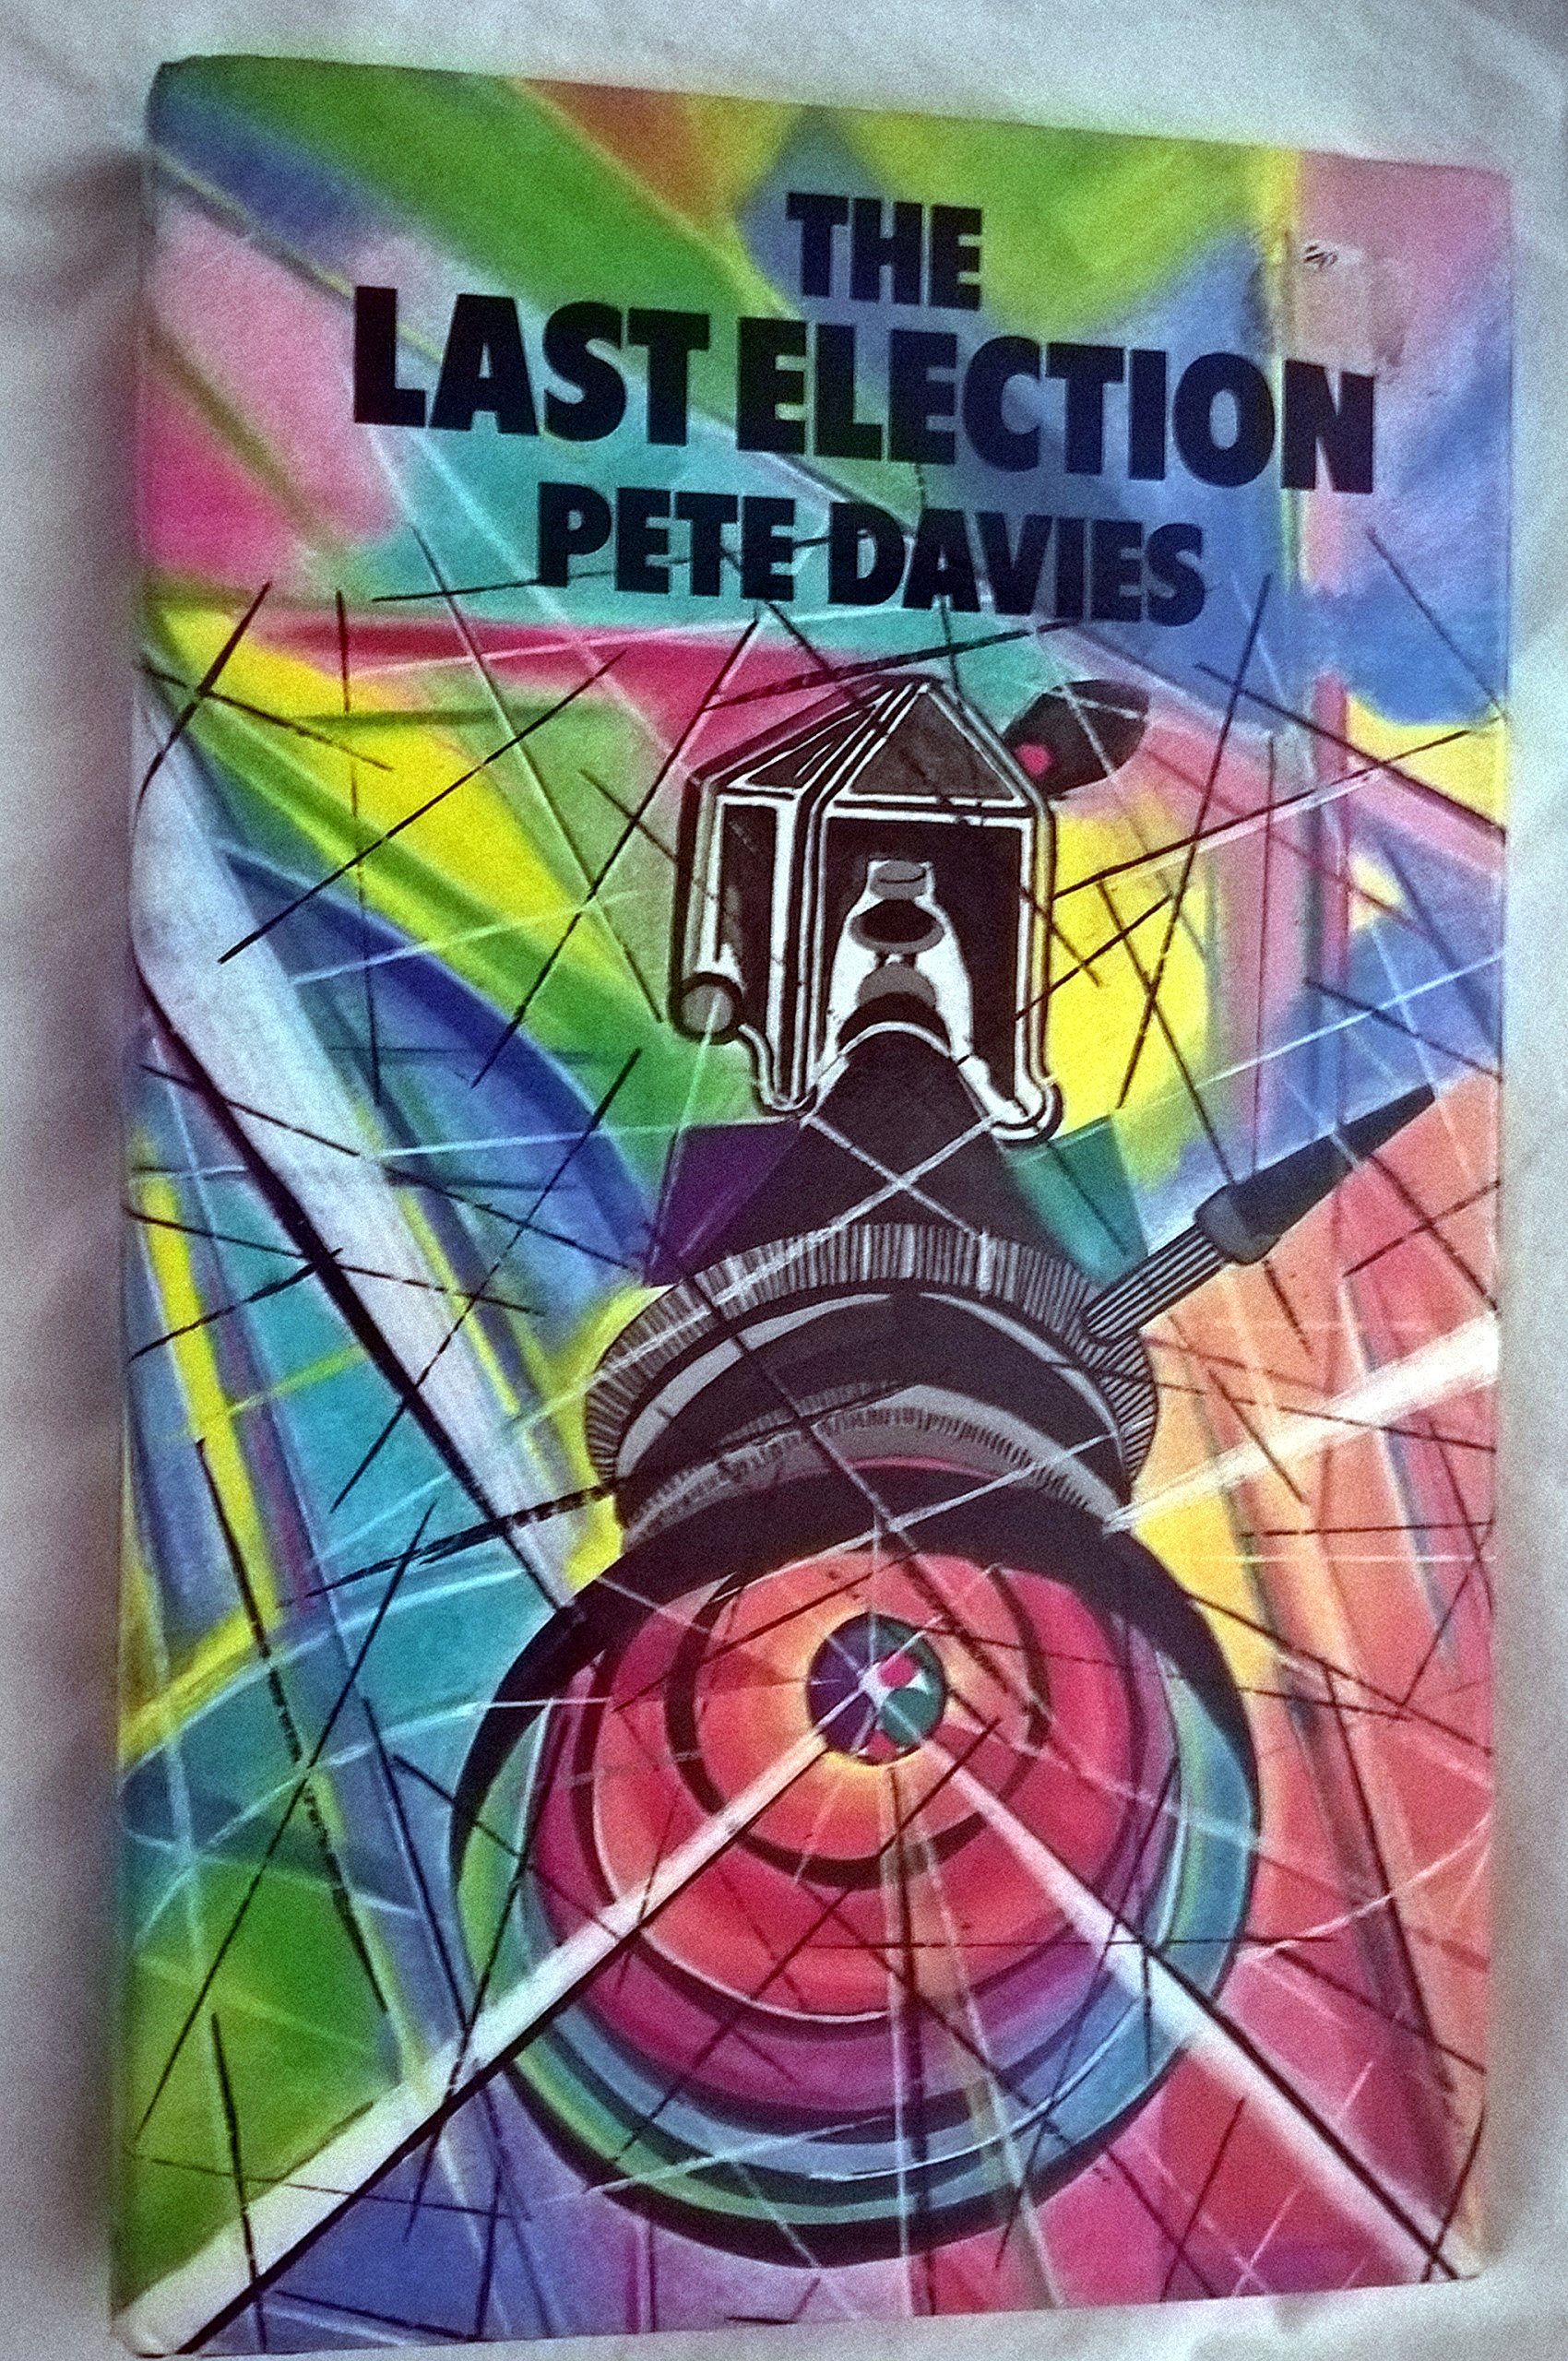 THE
LAST ELECTION
PETE DAVIES